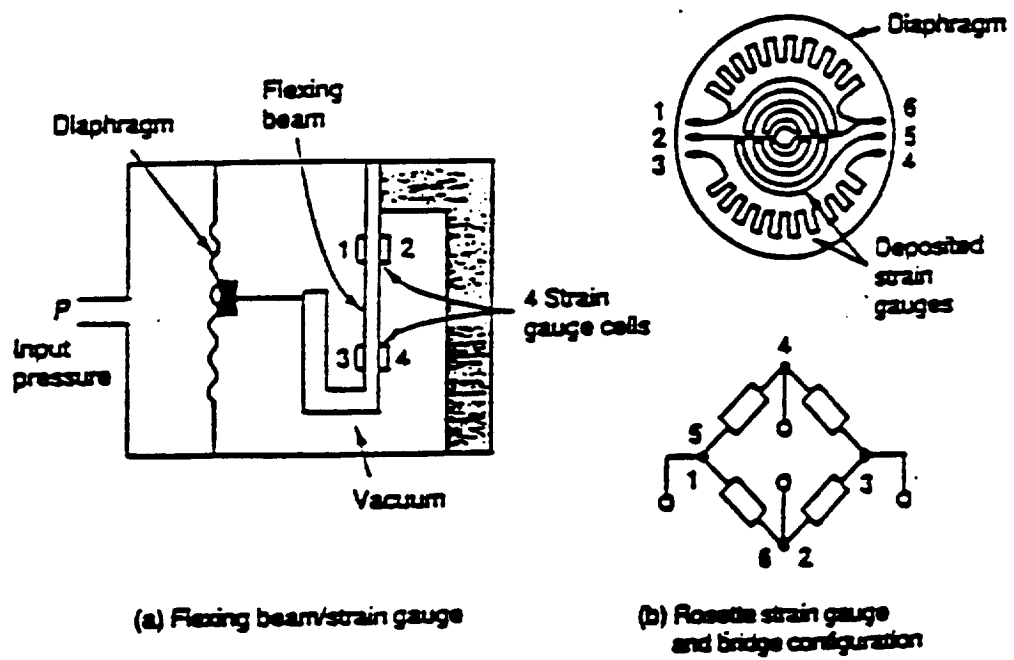 Diaphragm
Flexing
beam
1 2
3 4
P
Input
pressure
4 Strain
gauge cells
Vacuum
(a) Flexing beam/strain gauge
Diaphragm
1 6
2 5
3 4
Deposited
strain
gauges
4
5
1 3
6 2
(b) Rosette strain gauge
and bridge configuration